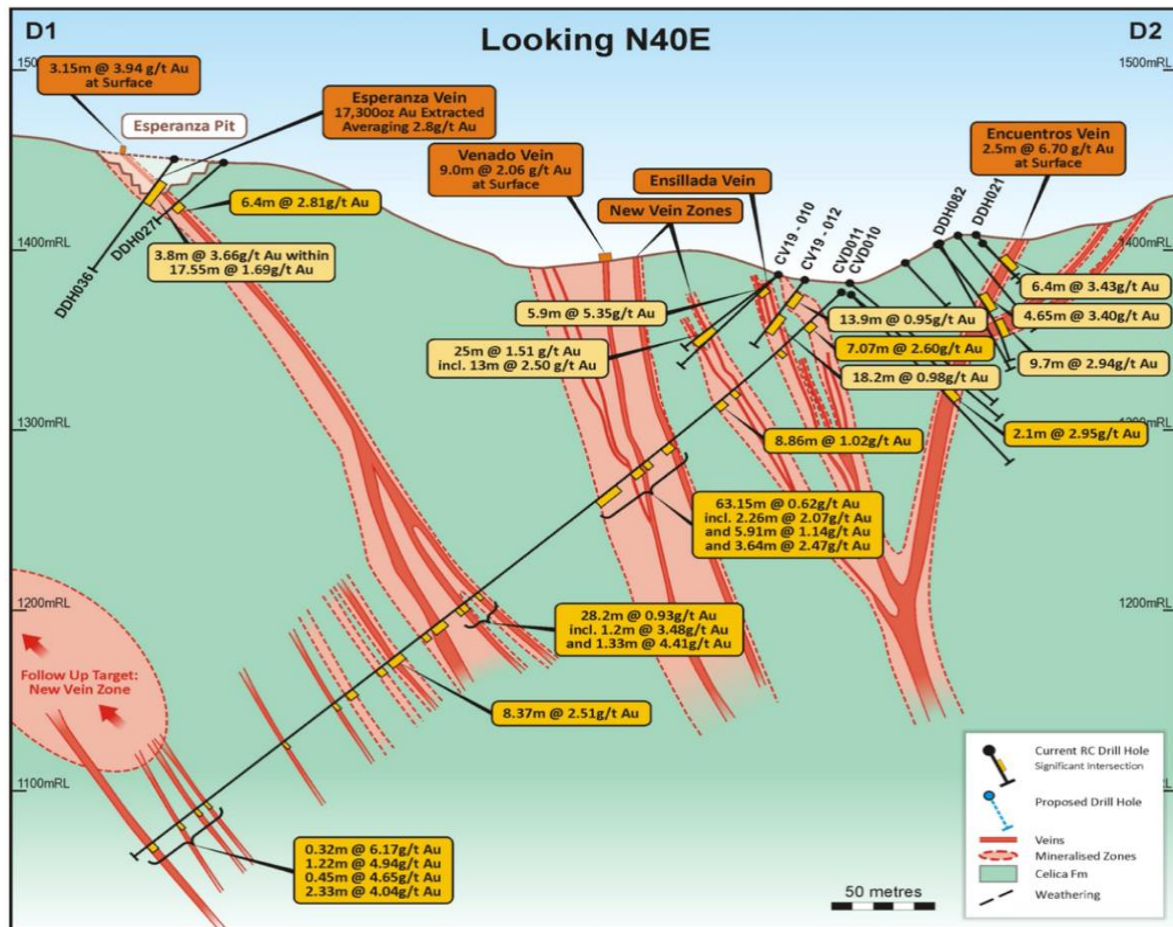 D1
Looking N40E
D2
1500mRL
3.15m @ 3.94 g/t Au
at Surface
Esperanza Pit
Esperanza Vein
17,300oz Au Extracted
Averaging 2.8g/t Au
Venado Vein
9.0m @ 2.06 g/t Au
at Surface
Ensillada Vein
New Vein Zones
Encuentros Vein
2.5m @ 6.70 g/t Au
at Surface
1500mRL
DDH036
DDH027
CV19 - 010
CV19 - 012
CVD011
CVD010
DDH082
DDH021
1400mRL
1400mRL
6.4m @ 2.81g/t Au
3.8m @ 3.66g/t Au within
17.55m @ 1.69g/t Au
5.9m @ 5.35g/t Au
25m @ 1.51 g/t Au
incl. 13m @ 2.50 g/t Au
13.9m @ 0.95g/t Au
7.07m @ 2.60g/t Au
18.2m @ 0.98g/t Au
6.4m @ 3.43g/t Au
4.65m @ 3.40g/t Au
9.7m @ 2.94g/t Au
2.1m @ 2.95g/t Au
8.86m @ 1.02g/t Au
1300mRL
63.15m @ 0.62g/t Au
incl. 2.26m @ 2.07g/t Au
and 5.91m @ 1.14g/t Au
and 3.64m @ 2.47g/t Au
1200mRL
1200mRL
28.2m @ 0.93g/t Au
incl. 1.2m @ 3.48g/t Au
and 1.33m @ 4.41g/t Au
8.37m @ 2.51g/t Au
Follow Up Target:
New Vein Zone
1100mRL
0.32m @ 6.17g/t Au
1.22m @ 4.94g/t Au
0.45m @ 4.65g/t Au
2.33m @ 4.04g/t Au
50 metres
Current RC Drill Hole
Significant Intersection
Proposed Drill Hole
Veins
Mineralised Zones
Celica Fm
Weathering